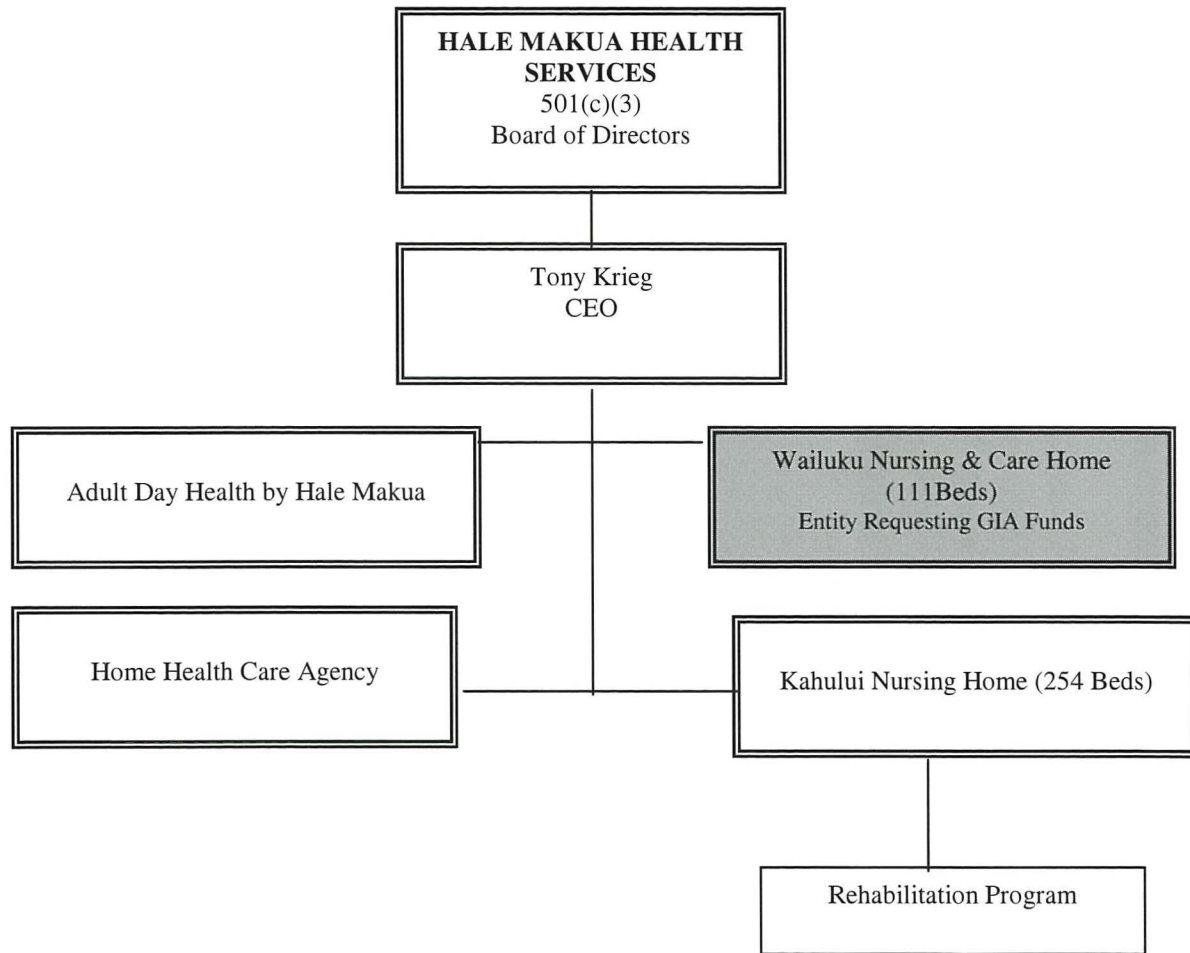 HALE MAKUA HEALTH
SERVICES
501(c)(3)
Board of Directors
Tony Krieg
CEO
Adult Day Health by Hale Makua
Wailuku Nursing & Care Home
(111Beds)
Entity Requesting GIA Funds
Home Health Care Agency
Kahului Nursing Home (254 Beds)
Rehabilitation Program